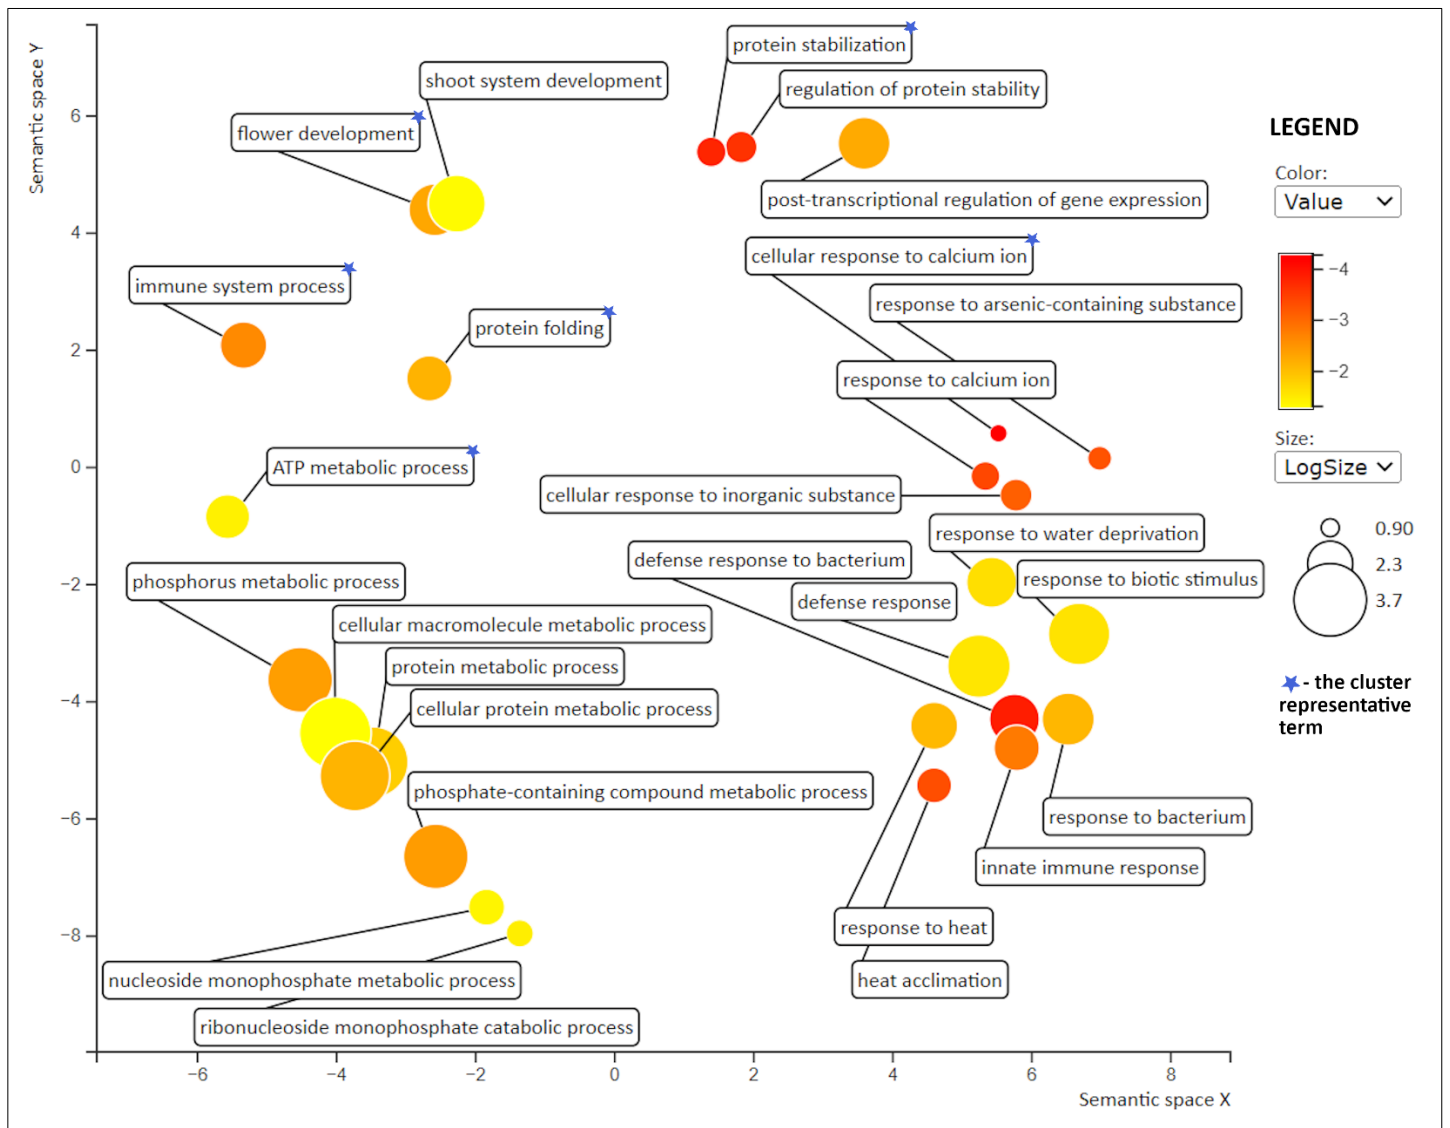 Semantic space Y
6
4
2
0
−2
−4
−6
−8
protein stabilization
shoot system development
regulation of protein stability
flower development
post-transcriptional regulation of gene expression
cellular response to calcium ion
immune system process
response to arsenic-containing substance
protein folding
response to calcium ion
ATP metabolic process
cellular response to inorganic substance
response to water deprivation
defense response to bacterium
phosphorus metabolic process
response to biotic stimulus
defense response
cellular macromolecule metabolic process
protein metabolic process
cellular protein metabolic process
phosphate-containing compound metabolic process
response to bacterium
innate immune response
response to heat
nucleoside monophosphate metabolic process
heat acclimation
ribonucleoside monophosphate catabolic process
−6
−4
−2
0
2
4
6
8
Semantic space X
LEGEND
Color:
Value
−4
−3
−2
Size:
LogSize
0.90
2.3
3.7
- the cluster
representative
term